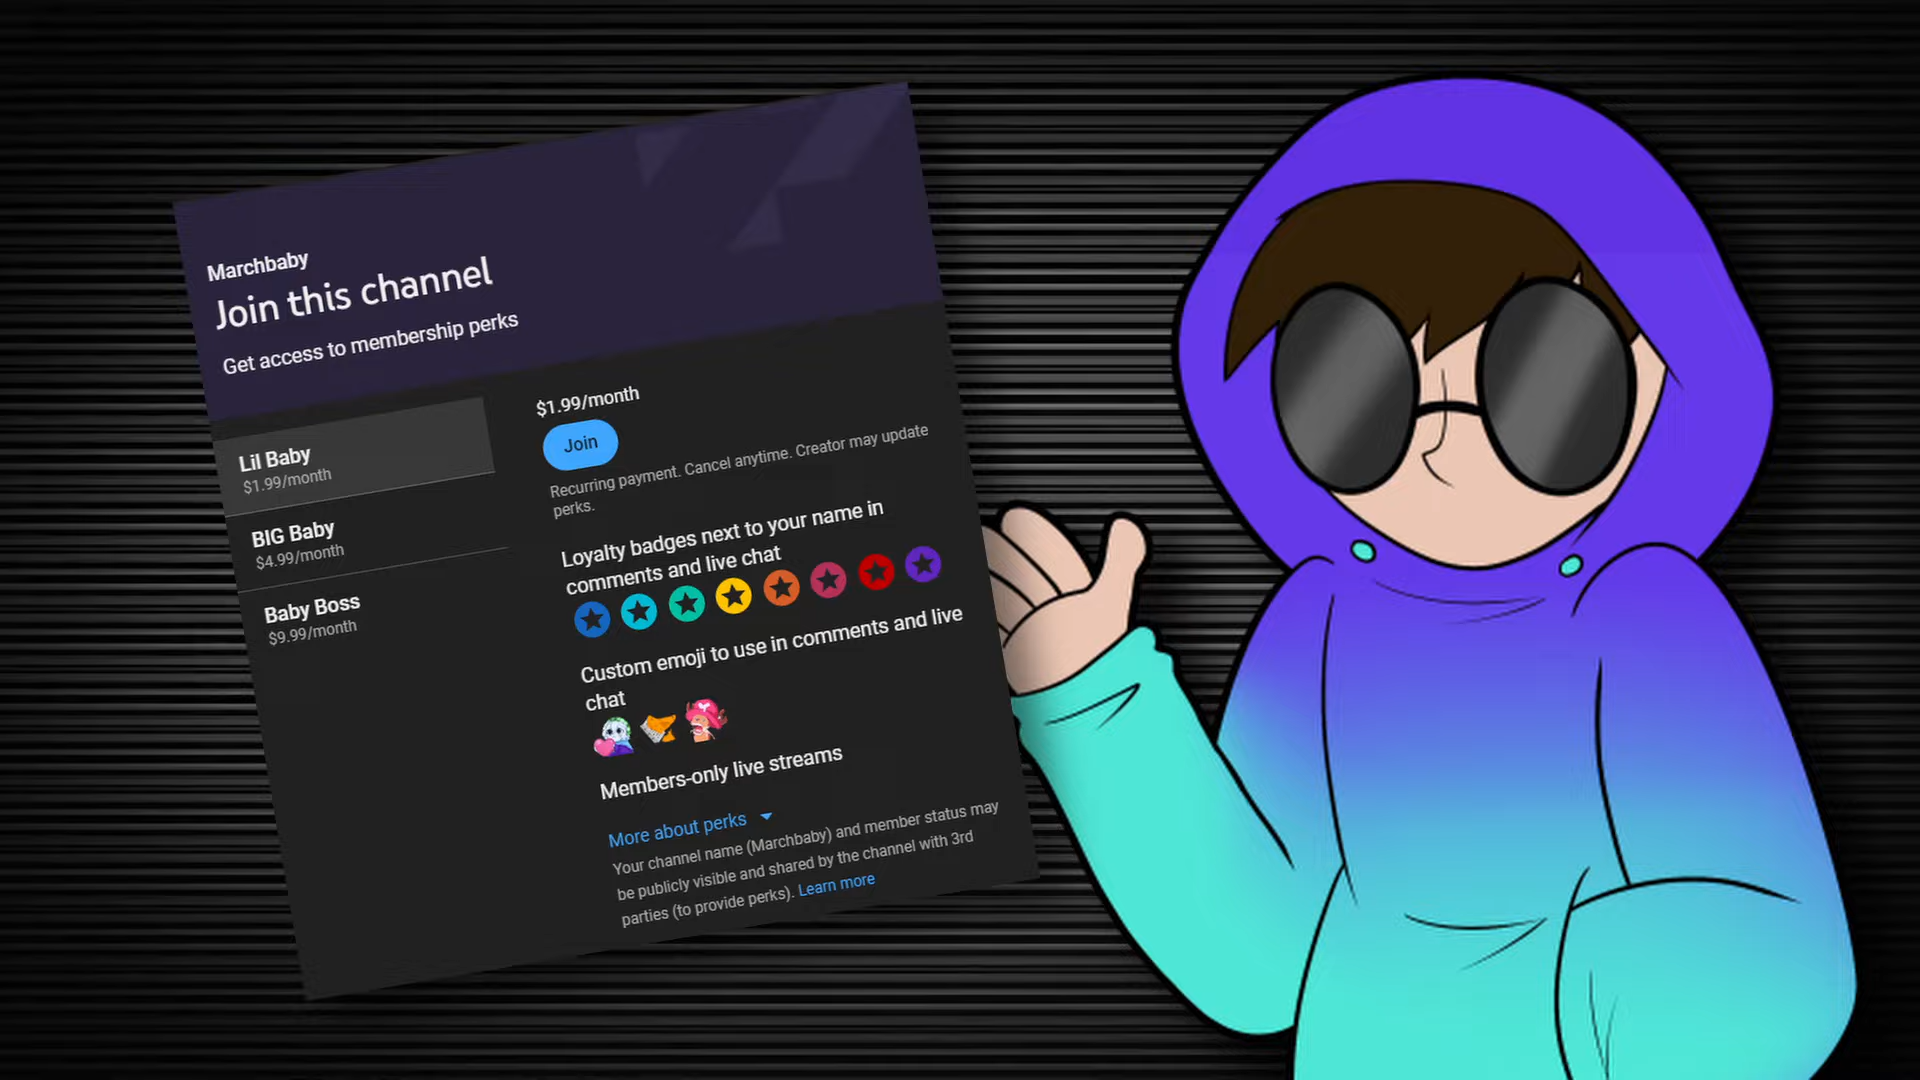 Marchbaby
Join this channel
Get access to membership perks
Lil Baby
$1.99/month
BIG Baby
$4.99/month
Baby Boss
$9.99/month
$1.99/month
Join
Recurring payment. Cancel anytime. Creator may update
perks.
Loyalty badges next to your name in
comments and live chat
Custom emoji to use in comments and live
chat
Members-only live streams
More about perks
Your channel name (Marchbaby) and member status may
be publicly visible and shared by the channel with 3rd
parties (to provide perks). Learn more